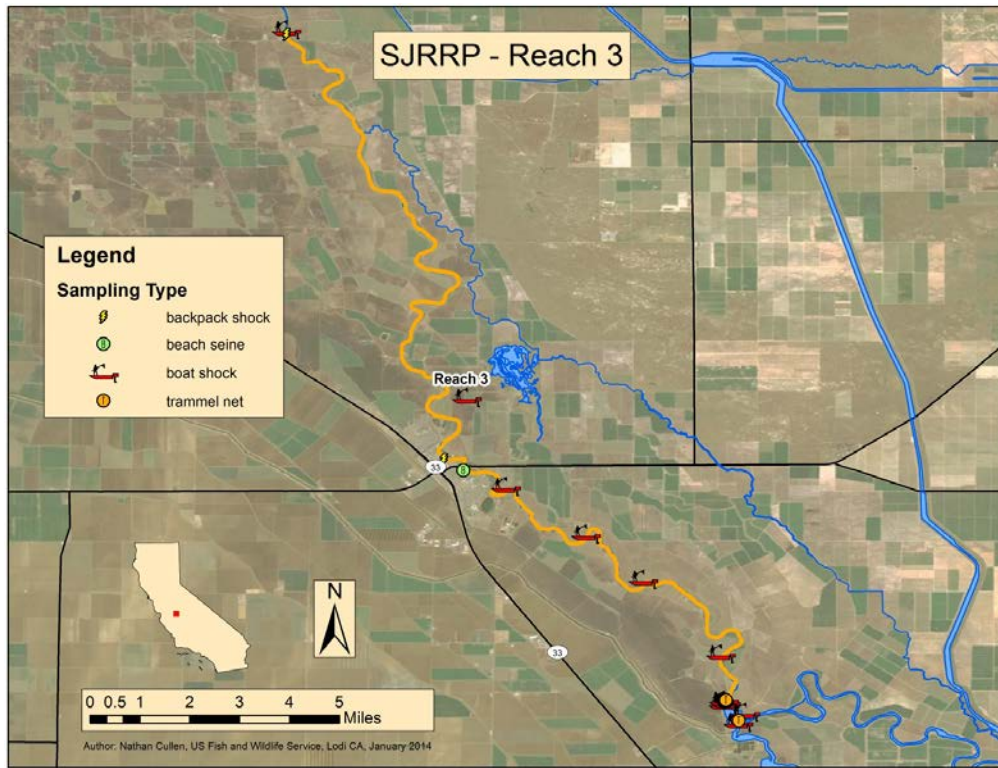 SJRRP - Reach 3
Legend
Sampling Type
backpack shock
beach seine
boat shock
trammel net
Reach 3
33
33
N
0 0.5 1 2 3 4 5
Miles
Author: Nathan Cullen, US Fish and Wildlife Service, Lodi CA, January 2014